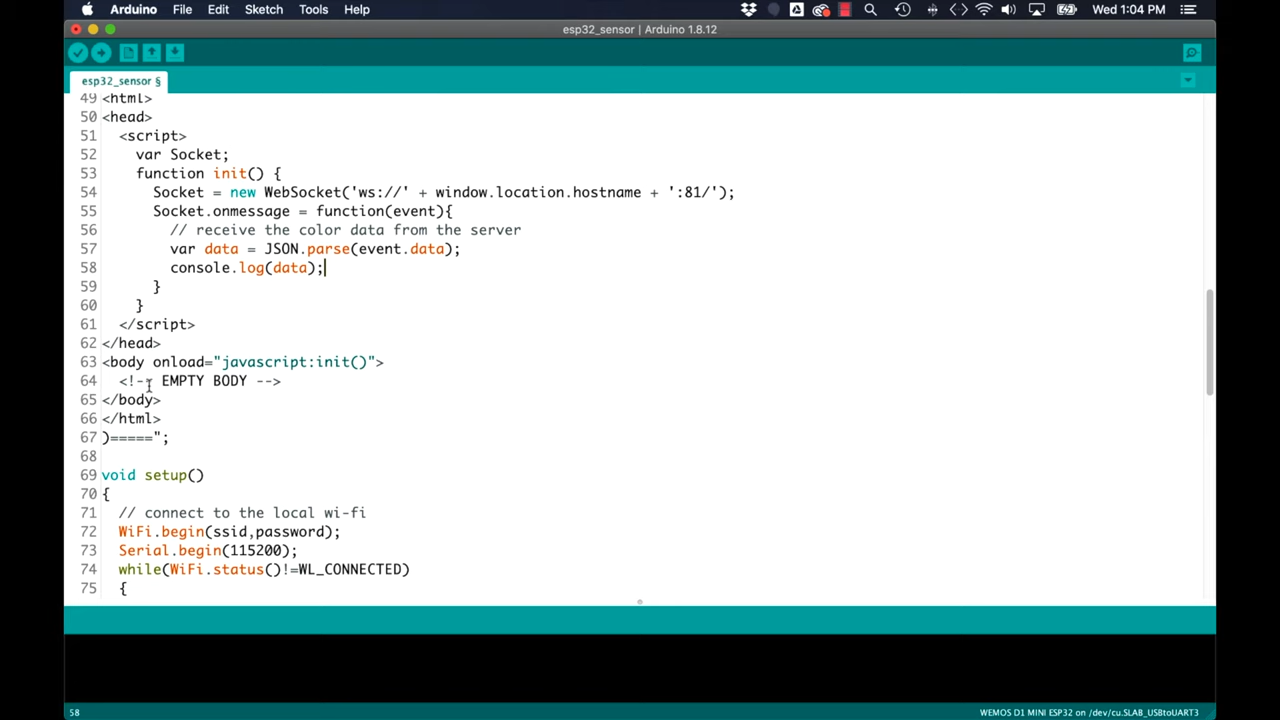 Arduino File Edit Sketch Tools Help Wed 1:04 PM
esp32_sensor | Arduino 1.8.12
esp32_sensor §
49 <html>
50 <head>
51 <script>
52 var Socket;
53 function init() {
54 Socket = new WebSocket('ws://' + window.location.hostname + ':81/');
55 Socket.onmessage = function(event){
56 // receive the color data from the server
57 var data = JSON.parse(event.data);
58 console.log(data);
59 }
60 }
61 </script>
62 </head>
63 <body onload="javascript:init()">
64 <!-- EMPTY BODY -->
65 </body>
66 </html>
67 )=====";
68
69 void setup()
70 {
71 // connect to the local wi-fi
72 WiFi.begin(ssid,password);
73 Serial.begin(115200);
74 while(WiFi.status()!=WL_CONNECTED)
75 {
58 WEMOS D1 MINI ESP32 on /dev/cu.SLAB_USBtoUART3